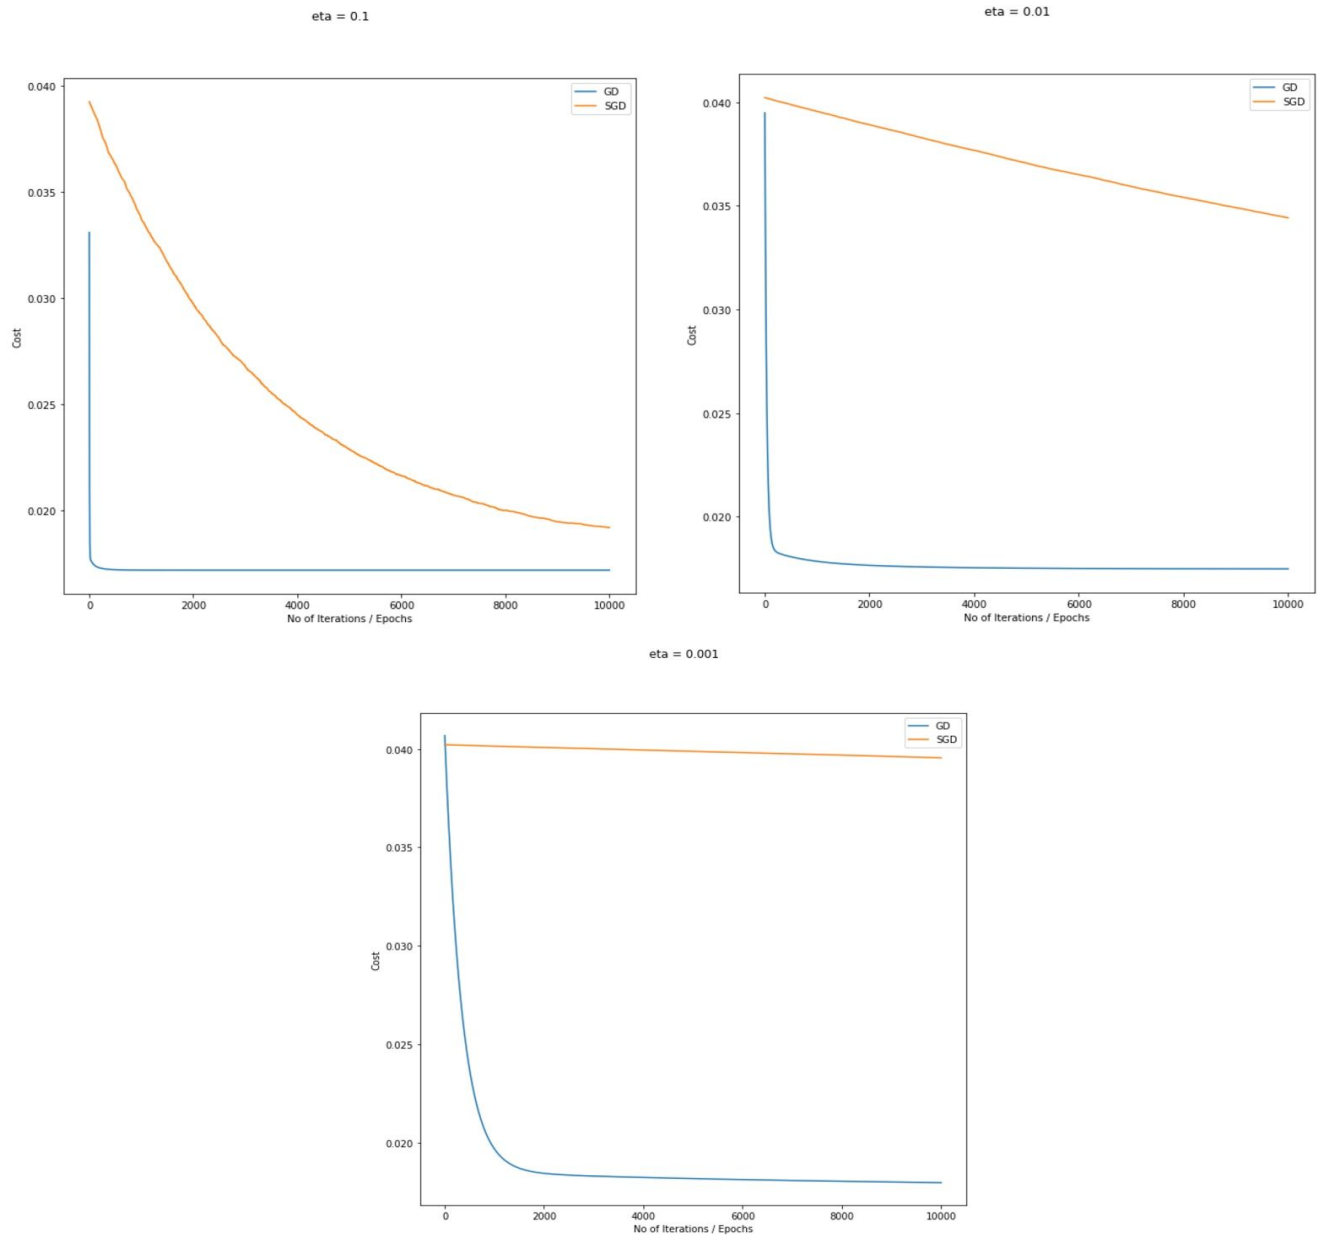 eta = 0.1
0.040
0.035
0.030
0.025
0.020
Cost
GD
SGD
0
2000
4000
6000
8000
10000
No of Iterations / Epochs
eta = 0.01
0.040
0.035
0.030
0.025
0.020
Cost
GD
SGD
0
2000
4000
6000
8000
10000
No of Iterations / Epochs
eta = 0.001
0.040
0.035
0.030
0.025
0.020
Cost
GD
SGD
0
2000
4000
6000
8000
10000
No of Iterations / Epochs